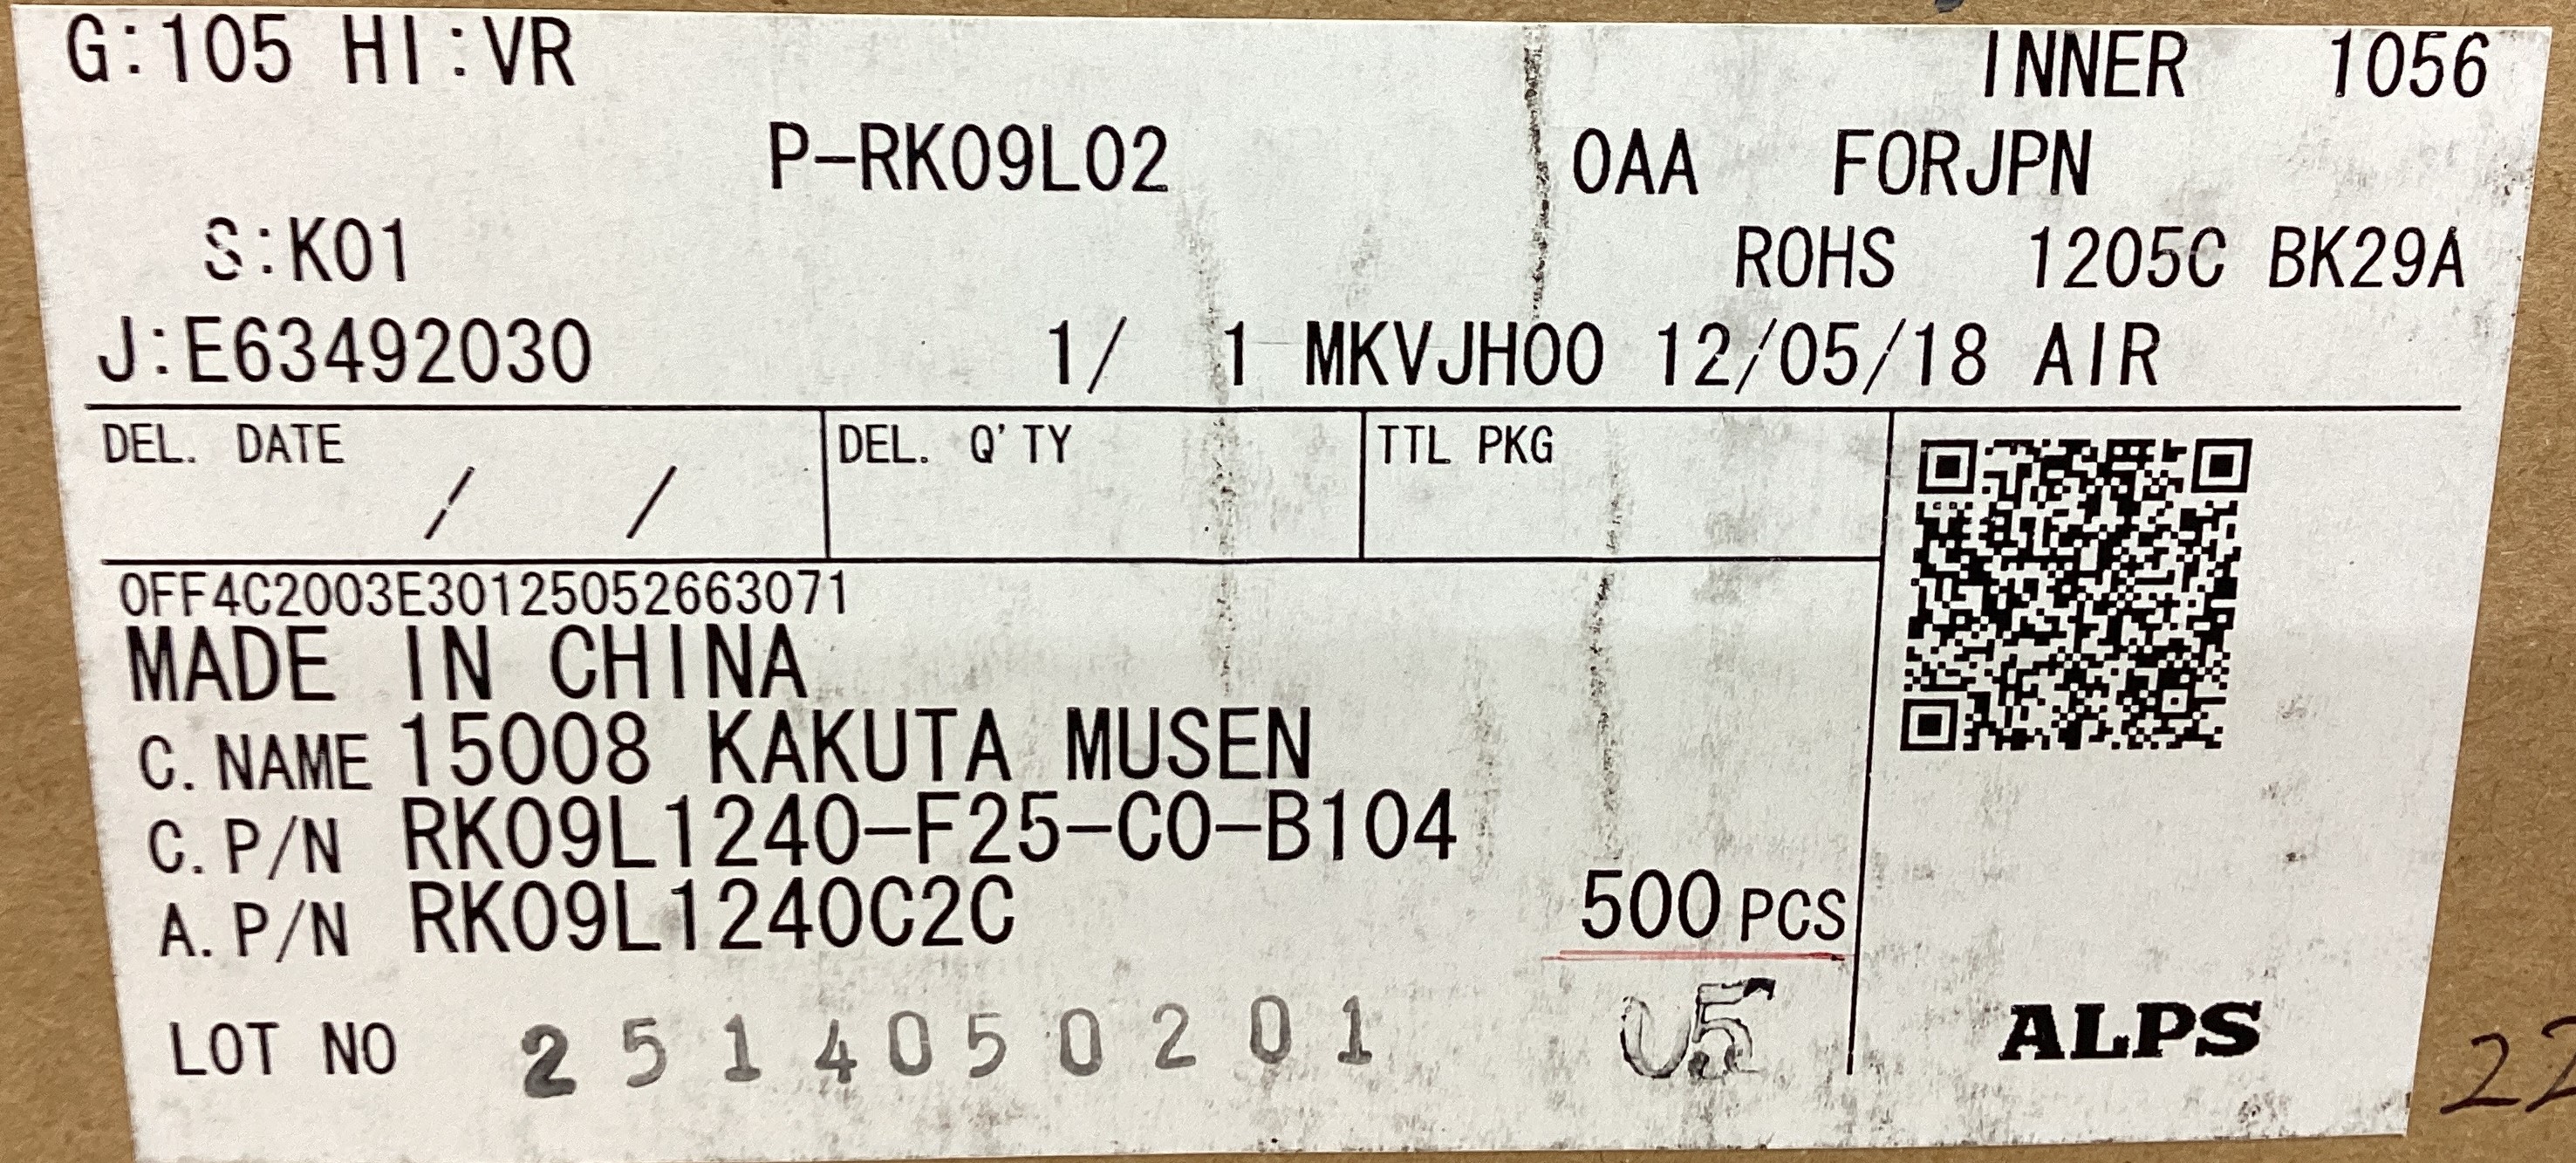 G:105 HI:VR INNER 1056
P-RK09L02 0AA FORJPN
S:K01 ROHS 1205C BK29A
J:E63492030 1/ 1 MKVJH00 12/05/18 AIR
DEL. DATE / / DEL. Q'TY TTL PKG
0FF4C2003E30125052663071
MADE IN CHINA
C. NAME 15008 KAKUTA MUSEN
C. P/N RK09L1240-F25-C0-B104
A. P/N RK09L1240C2C 500 PCS
LOT NO 2514050201
ALPS